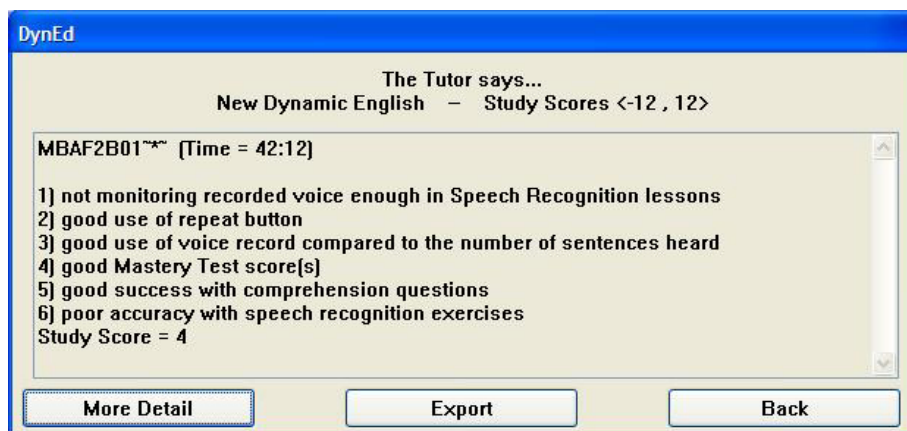 DynEd
The Tutor says...
New Dynamic English – Study Scores <-12 , 12>
MBAF2B01~*~ (Time = 42:12)
1) not monitoring recorded voice enough in Speech Recognition lessons
2) good use of repeat button
3) good use of voice record compared to the number of sentences heard
4) good Mastery Test score(s)
5) good success with comprehension questions
6) poor accuracy with speech recognition exercises
Study Score = 4
More Detail Export Back